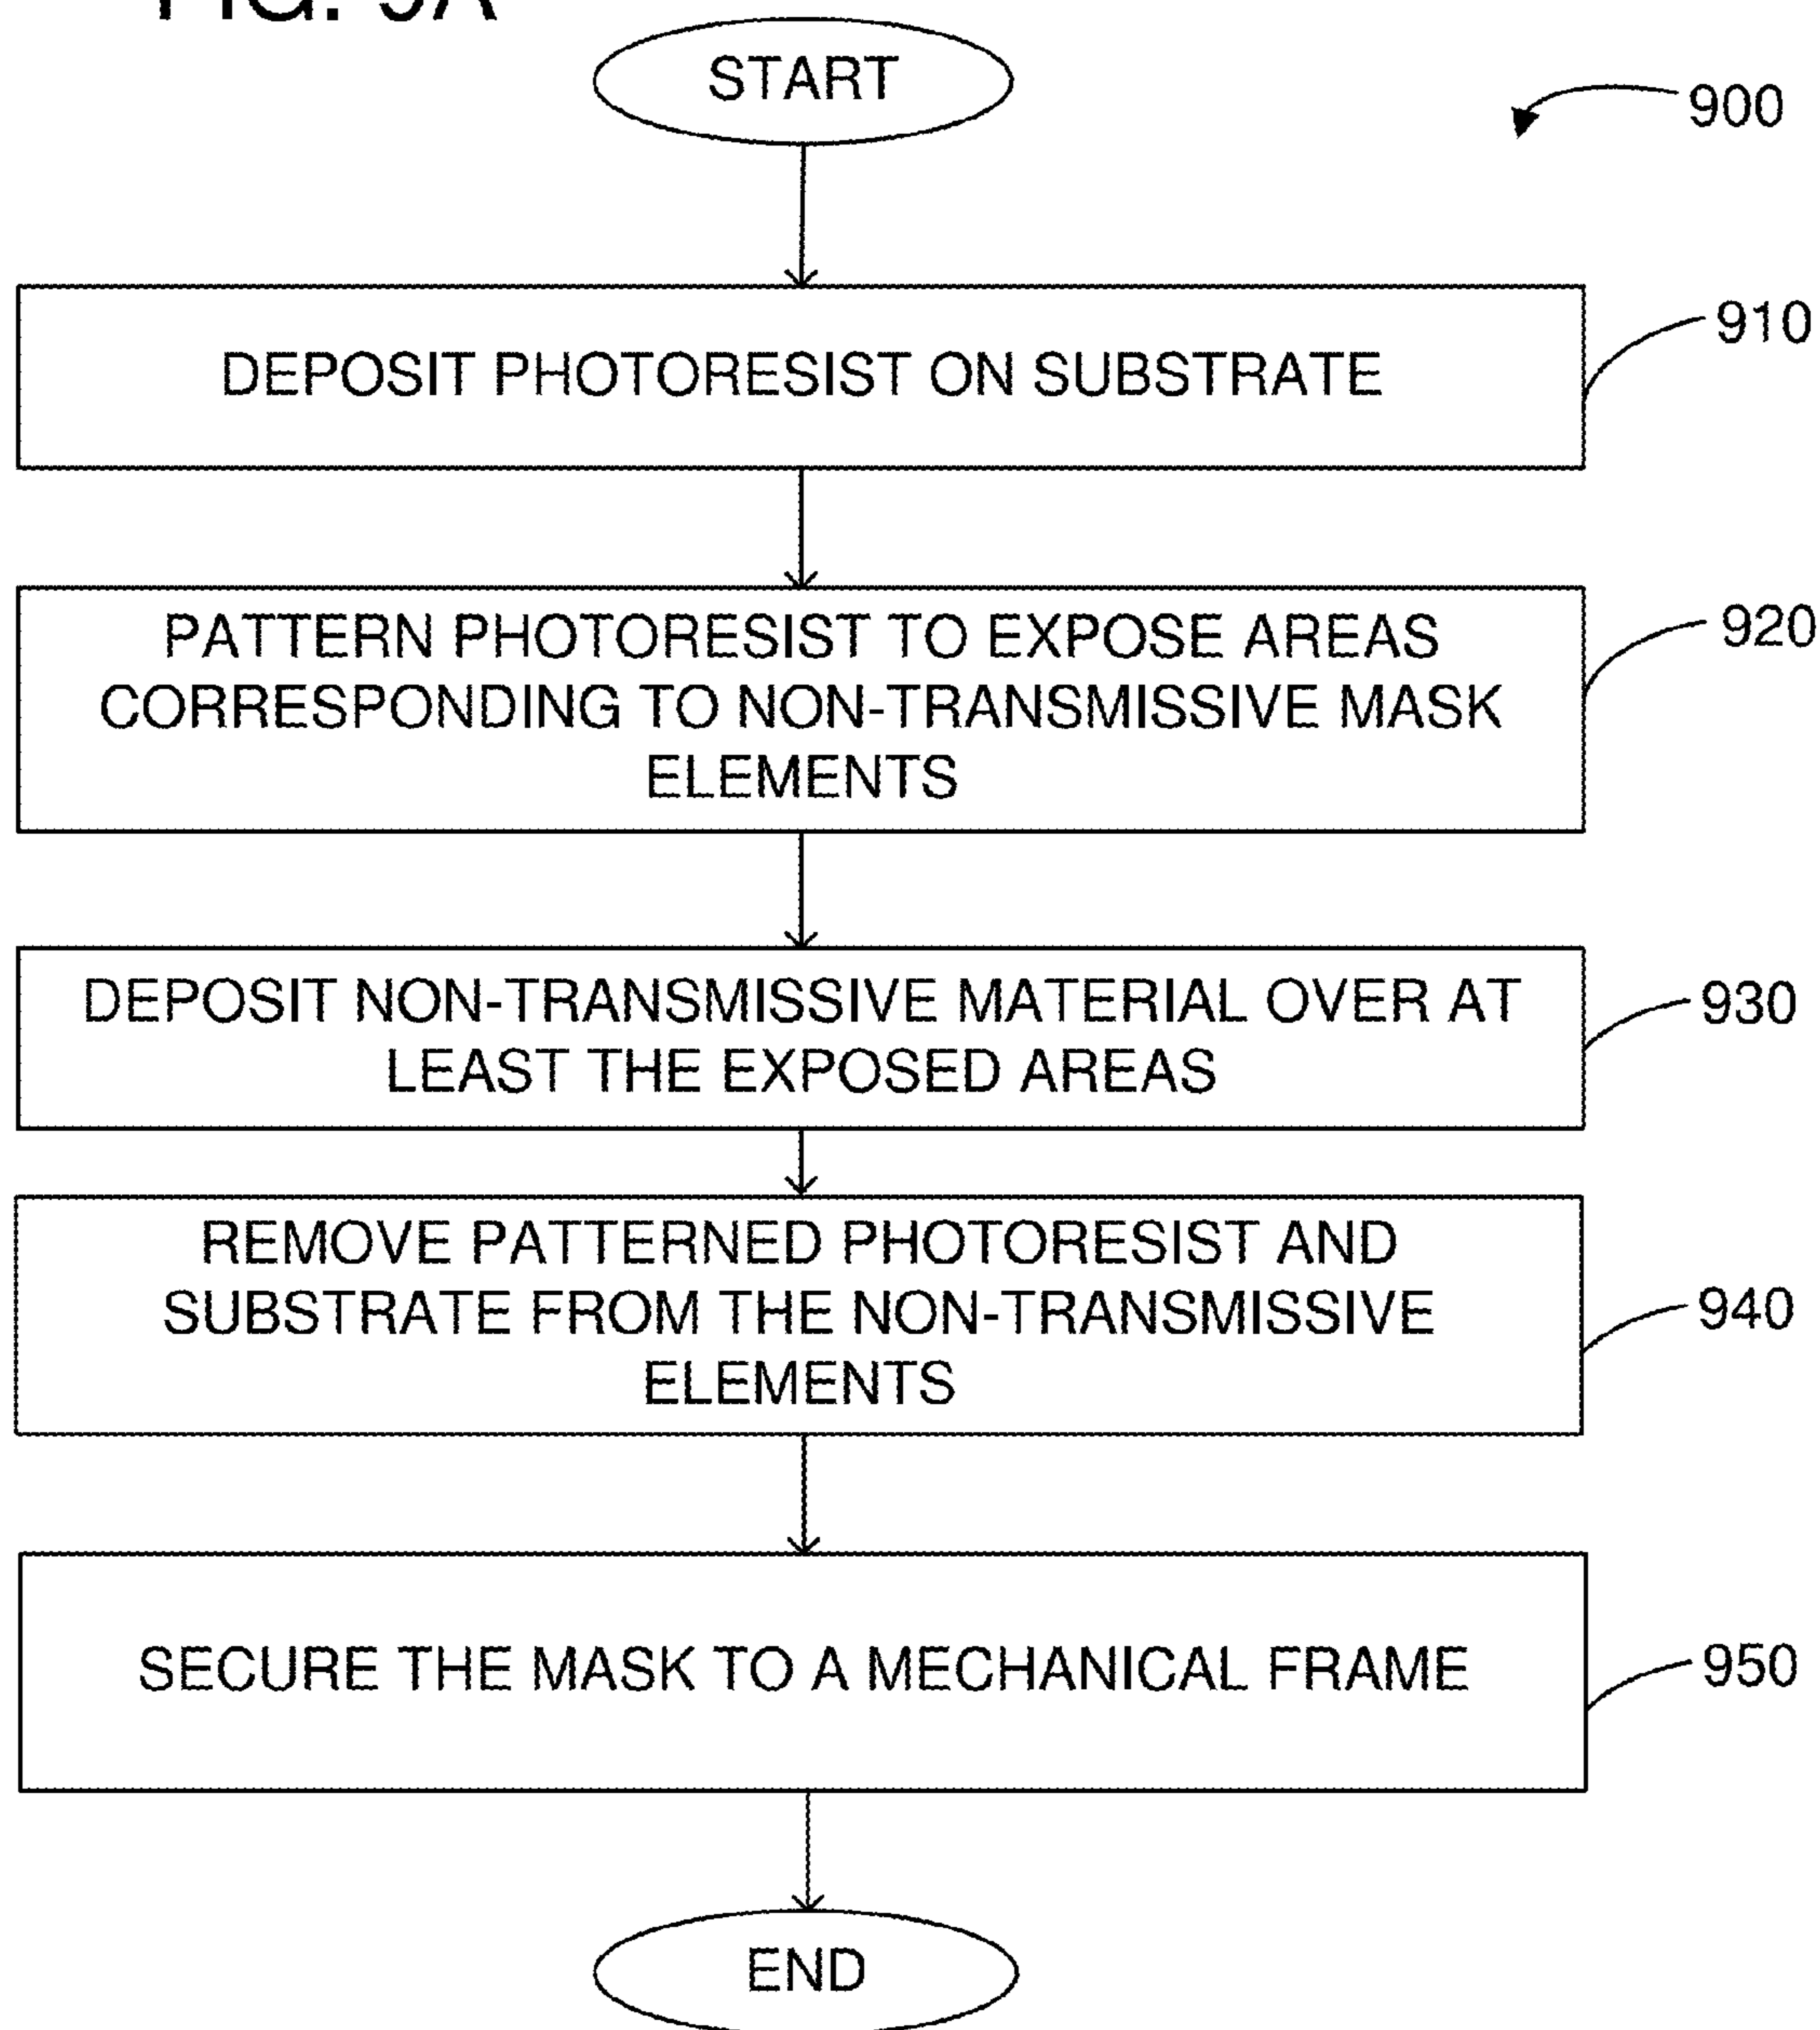 FIG. 9A
START
900
DEPOSIT PHOTORESIST ON SUBSTRATE
910
PATTERN PHOTORESIST TO EXPOSE AREAS
CORRESPONDING TO NON-TRANSMISSIVE MASK
ELEMENTS
920
DEPOSIT NON-TRANSMISSIVE MATERIAL OVER AT
LEAST THE EXPOSED AREAS
930
REMOVE PATTERNED PHOTORESIST AND
SUBSTRATE FROM THE NON-TRANSMISSIVE
ELEMENTS
940
SECURE THE MASK TO A MECHANICAL FRAME
950
END